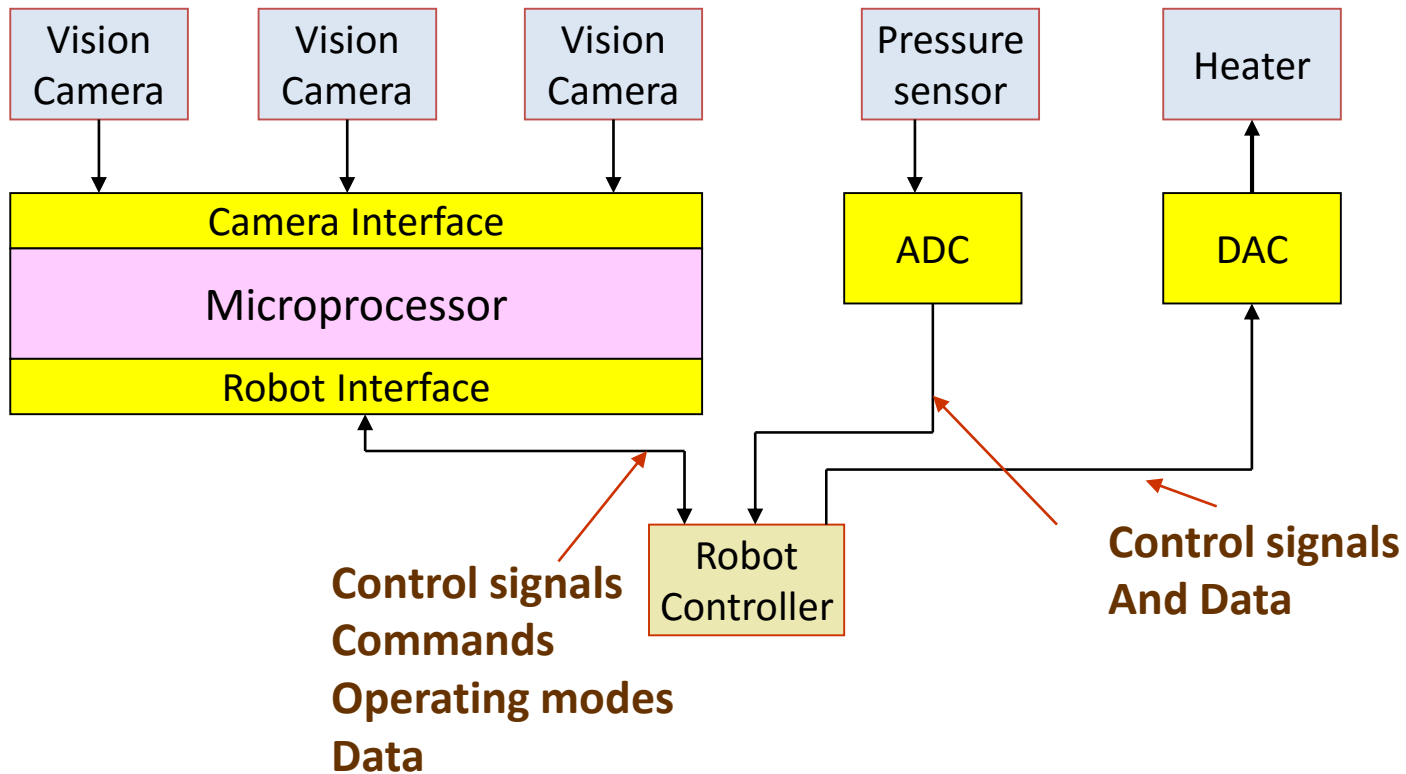 Vision
Camera
Vision
Camera
Vision
Camera
Pressure
sensor
Heater
Camera Interface
Microprocessor
Robot Interface
ADC
DAC
Robot
Controller
Control signals
Commands
Operating modes
Data
Control signals
And Data